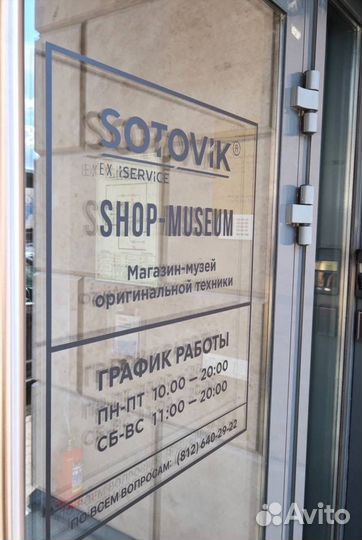 SOTOVIK®
EX iSERVICE
SHOP-MUSEUM
Магазин-музей
оригинальной техники
ГРАФИК РАБОТЫ
ПН-ПТ 10.00 – 20:00
СБ-ВС 11:00 – 20:00
ПО ВСЕМ ВОПРОСАМ: (812) 640-29-22
Avito